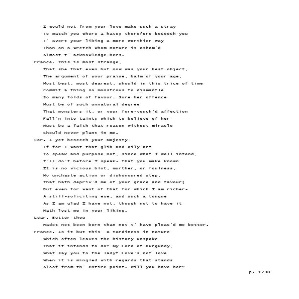 I would not from your love make such a stray
To match you where I hate; therefore beseech you
T' avert your liking a more worthier way
Than on a wretch whom nature is asham'd
Almost t' acknowledge hers.
France. This is most strange,
That she that even but now was your best object,
The argument of your praise, balm of your age,
Most best, most dearest, should in this trice of time
Commit a thing so monstrous to dismantle
So many folds of favour. Sure her offence
Must be of such unnatural degree
That monsters it, or your fore-vouch'd affection
Fall'n into taint; which to believe of her
Must be a faith that reason without miracle
Should never plant in me.
Cor. I yet beseech your Majesty,
If for I want that glib and oily art
To speak and purpose not, since what I well intend,
I'll do't before I speak- that you make known
It is no vicious blot, murther, or foulness,
No unchaste action or dishonoured step,
That hath depriv'd me of your grace and favour;
But even for want of that for which I am richer-
A still-soliciting eye, and such a tongue
As I am glad I have not, though not to have it
Hath lost me in your liking.
Lear. Better thou
Hadst not been born than not t' have pleas'd me better.
France. Is it but this- a tardiness in nature
Which often leaves the history unspoke
That it intends to do? My Lord of Burgundy,
What say you to the lady? Love's not love
When it is mingled with regards that stands
Aloof from th' entire point. Will you have her?